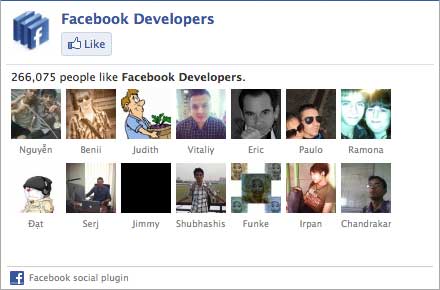 Facebook Developers
Like
266,075 people like Facebook Developers.
Nguyễn Benii Judith Vitaliy Eric Paulo Ramona
Đạt Serj Jimmy Shubhashis Funke Irpan Chandrakar
Facebook social plugin